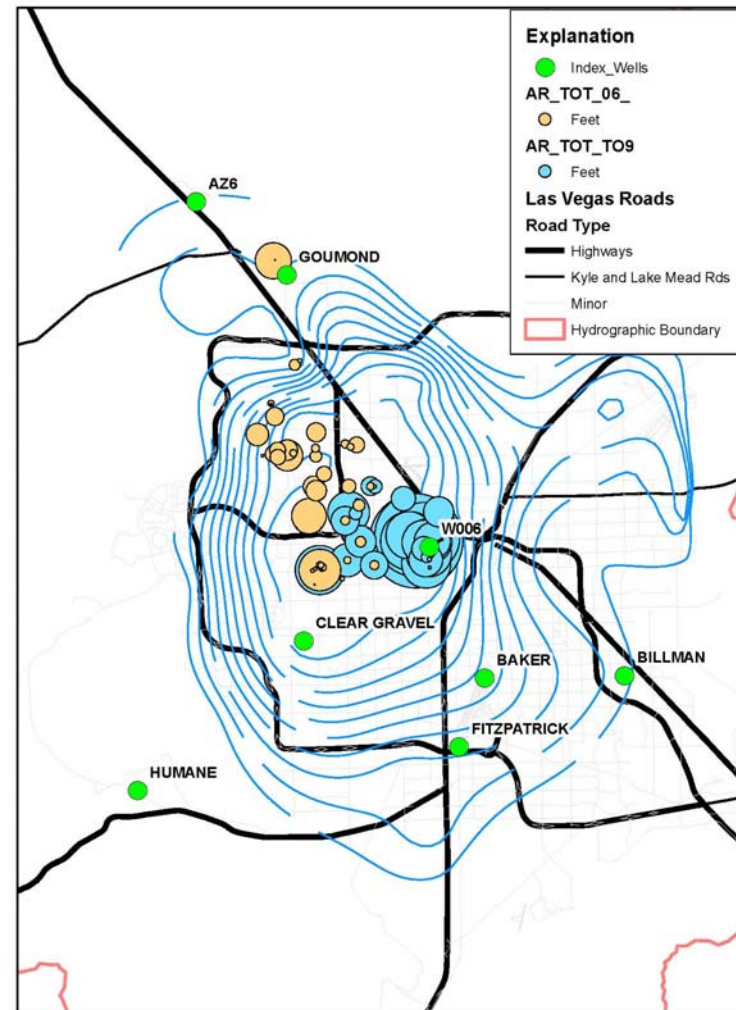 Explanation
Index_Wells
AR_TOT_06_
Feet
AR_TOT_TO9
Feet
Las Vegas Roads
Road Type
Highways
Kyle and Lake Mead Rds
Minor
Hydrographic Boundary
AZ6
GOUMOND
W006
CLEAR GRAVEL
BAKER
BILLMAN
FITZPATRICK
HUMANE